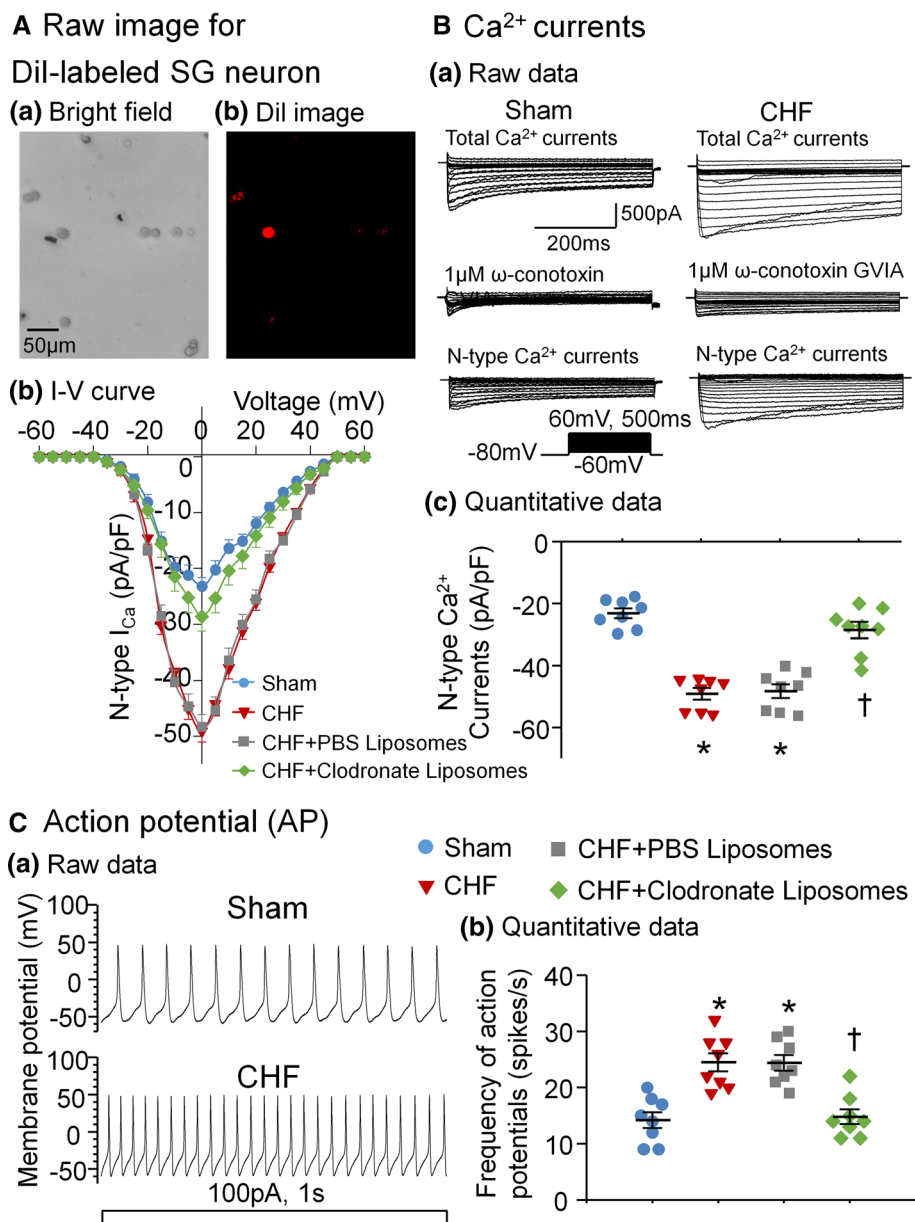 A Raw image for
DiI-labeled SG neuron
(a) Bright field
(b) DiI image
50µm
B Ca²⁺ currents
(a) Raw data
Sham
CHF
Total Ca²⁺ currents
Total Ca²⁺ currents
500pA
200ms
1µM ω-conotoxin
GVIA
1µM ω-conotoxin GVIA
N-type Ca²⁺ currents
N-type Ca²⁺ currents
60mV, 500ms
-80mV
-60mV
(b) I-V curve
Voltage (mV)
-60 -40 -20 0 20 40 60
0
-10
-20
-30
-40
-50
N-type I_Ca (pA/pF)
Sham
CHF
CHF+PBS Liposomes
CHF+Clodronate Liposomes
(c) Quantitative data
N-type Ca²⁺
Currents (pA/pF)
0
-20
-40
-60
* * †
C Action potential (AP)
(a) Raw data
Membrane potential (mV)
Sham
100
50
0
-50
CHF
100
50
0
-50
100pA, 1s
Sham
CHF
CHF+PBS Liposomes
CHF+Clodronate Liposomes
(b) Quantitative data
Frequency of action
potentials (spikes/s)
40
30
20
10
0
* * †